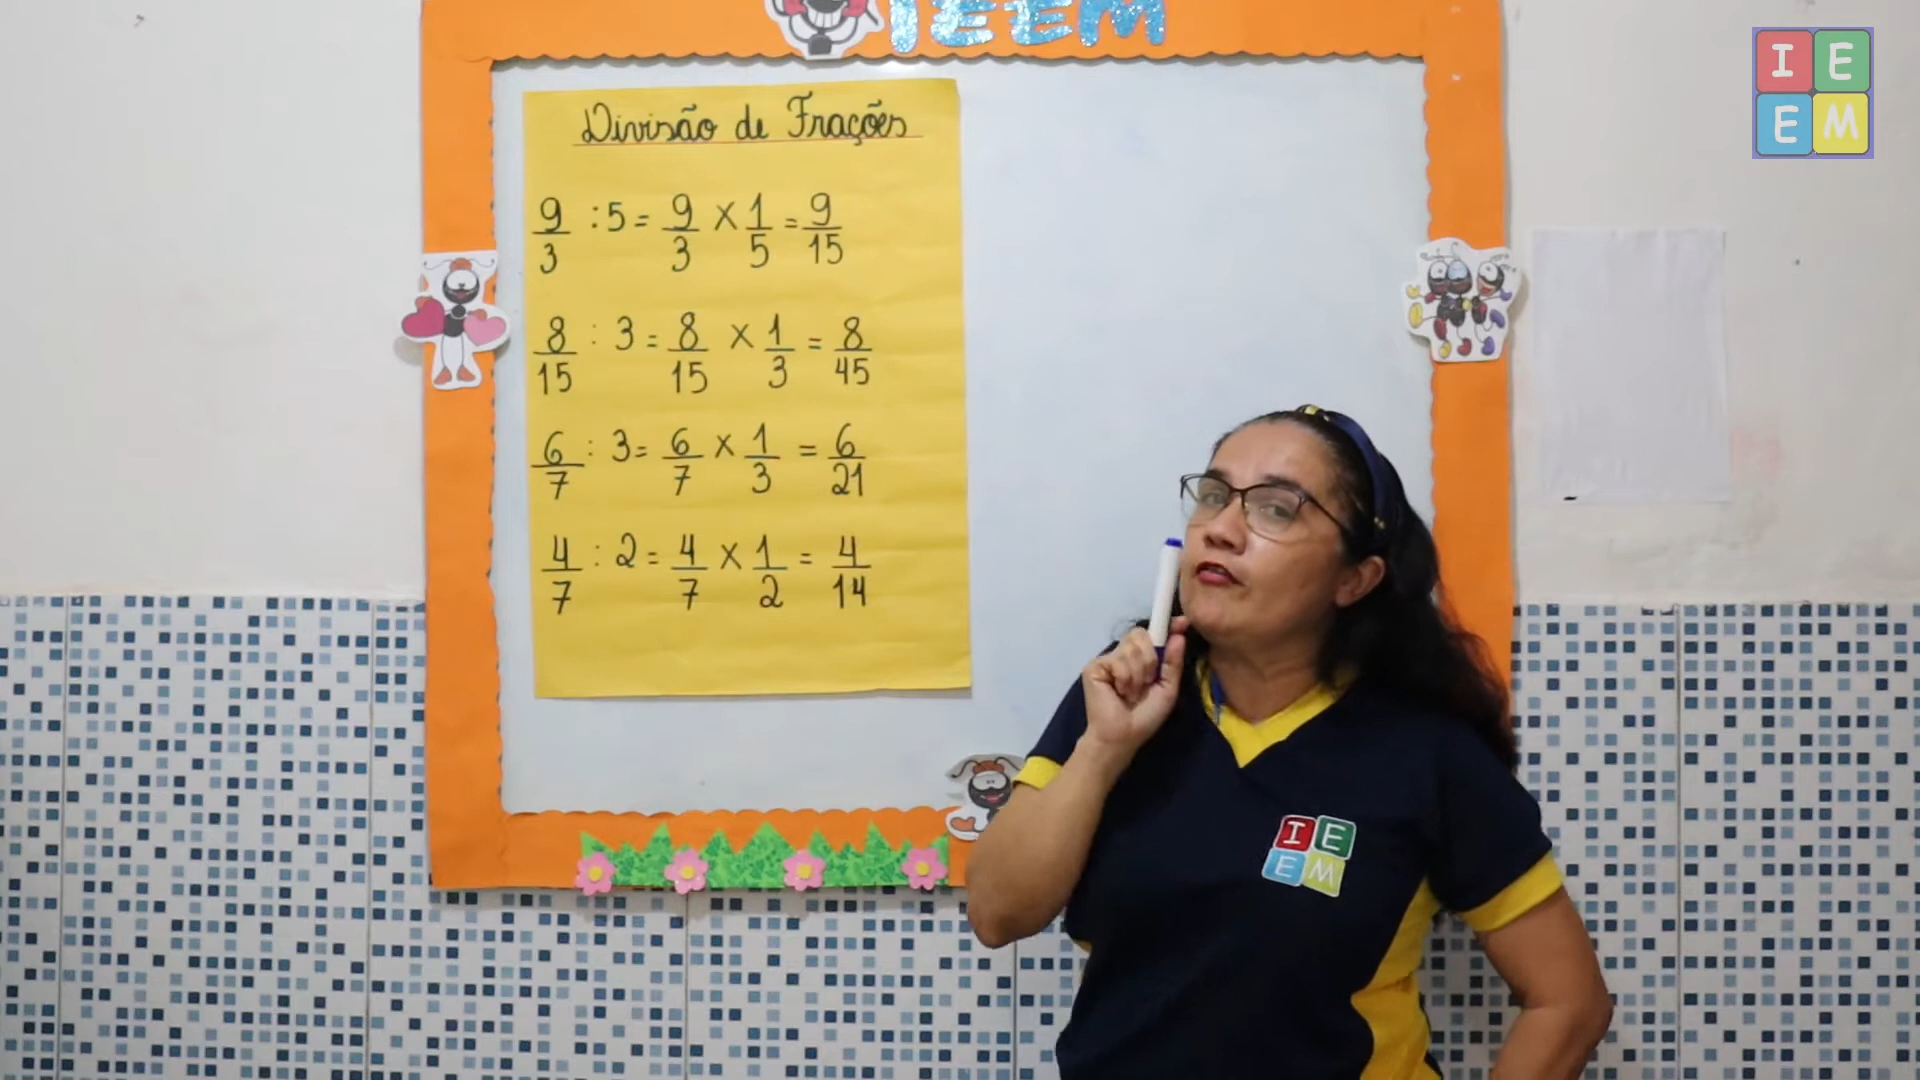 IEEM
I E
E M
Divisão de Frações
9/3 : 5 = 9/3 X 1/5 = 9/15
8/15 : 3 = 8/15 X 1/3 = 8/45
6/7 : 3 = 6/7 X 1/3 = 6/21
4/7 : 2 = 4/7 X 1/2 = 4/14
I E
E M